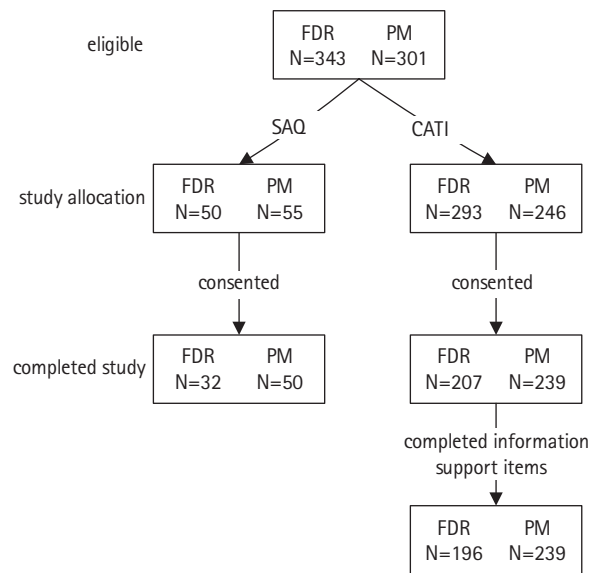 eligible
FDR PM
N=343 N=301
SAQ CATI
study allocation
FDR PM
N=50 N=55
FDR PM
N=293 N=246
consented
consented
completed study
FDR PM
N=32 N=50
FDR PM
N=207 N=239
completed information
support items
FDR PM
N=196 N=239